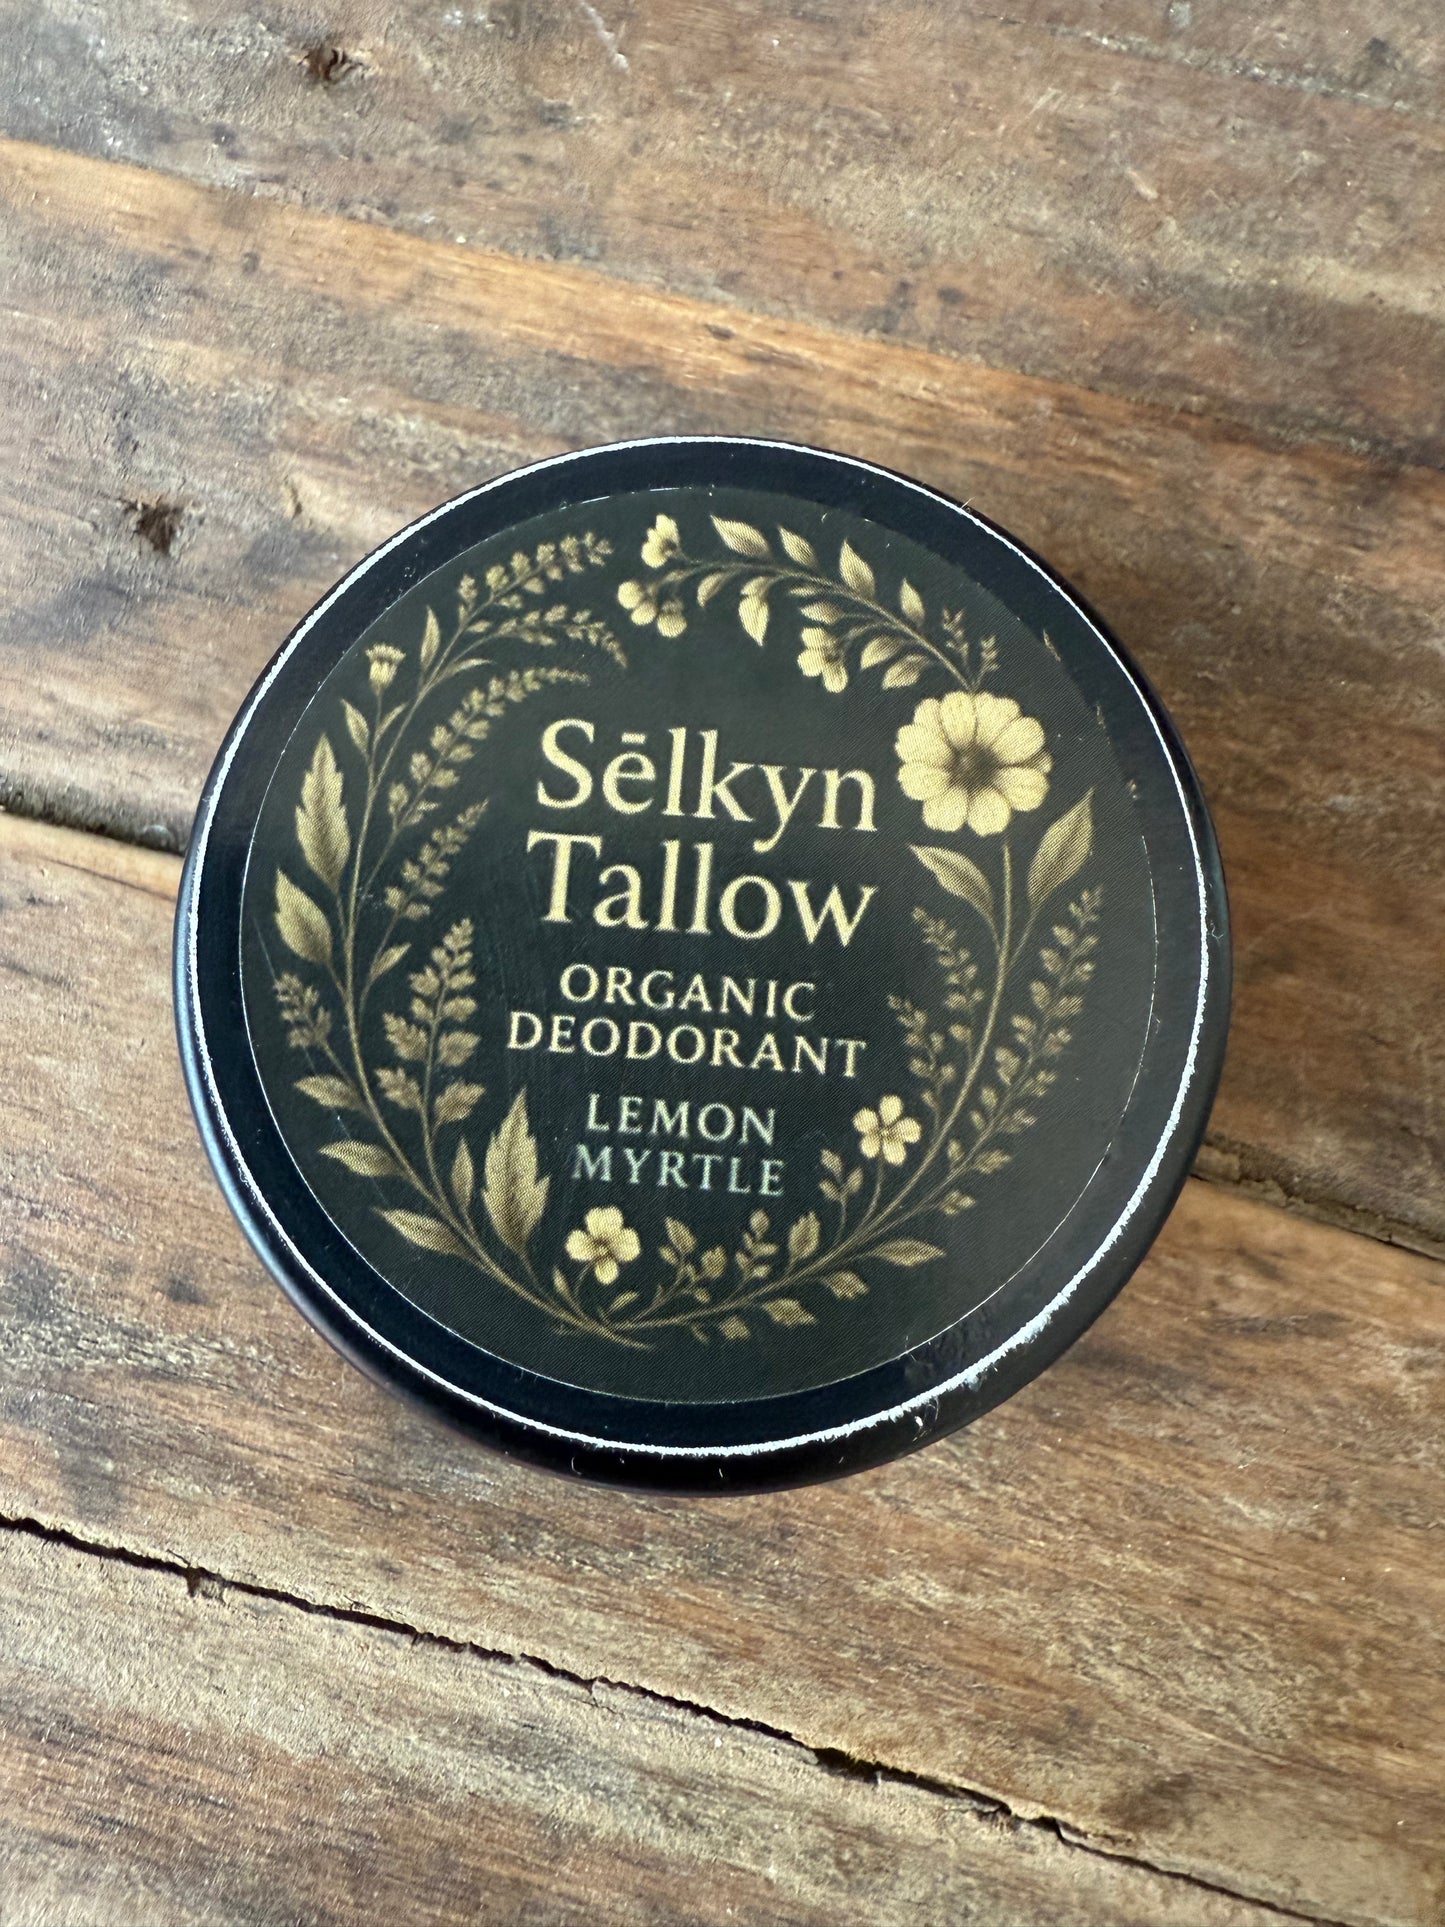 Sēlkyn
Tallow
ORGANIC
DEODORANT
LEMON
MYRTLE